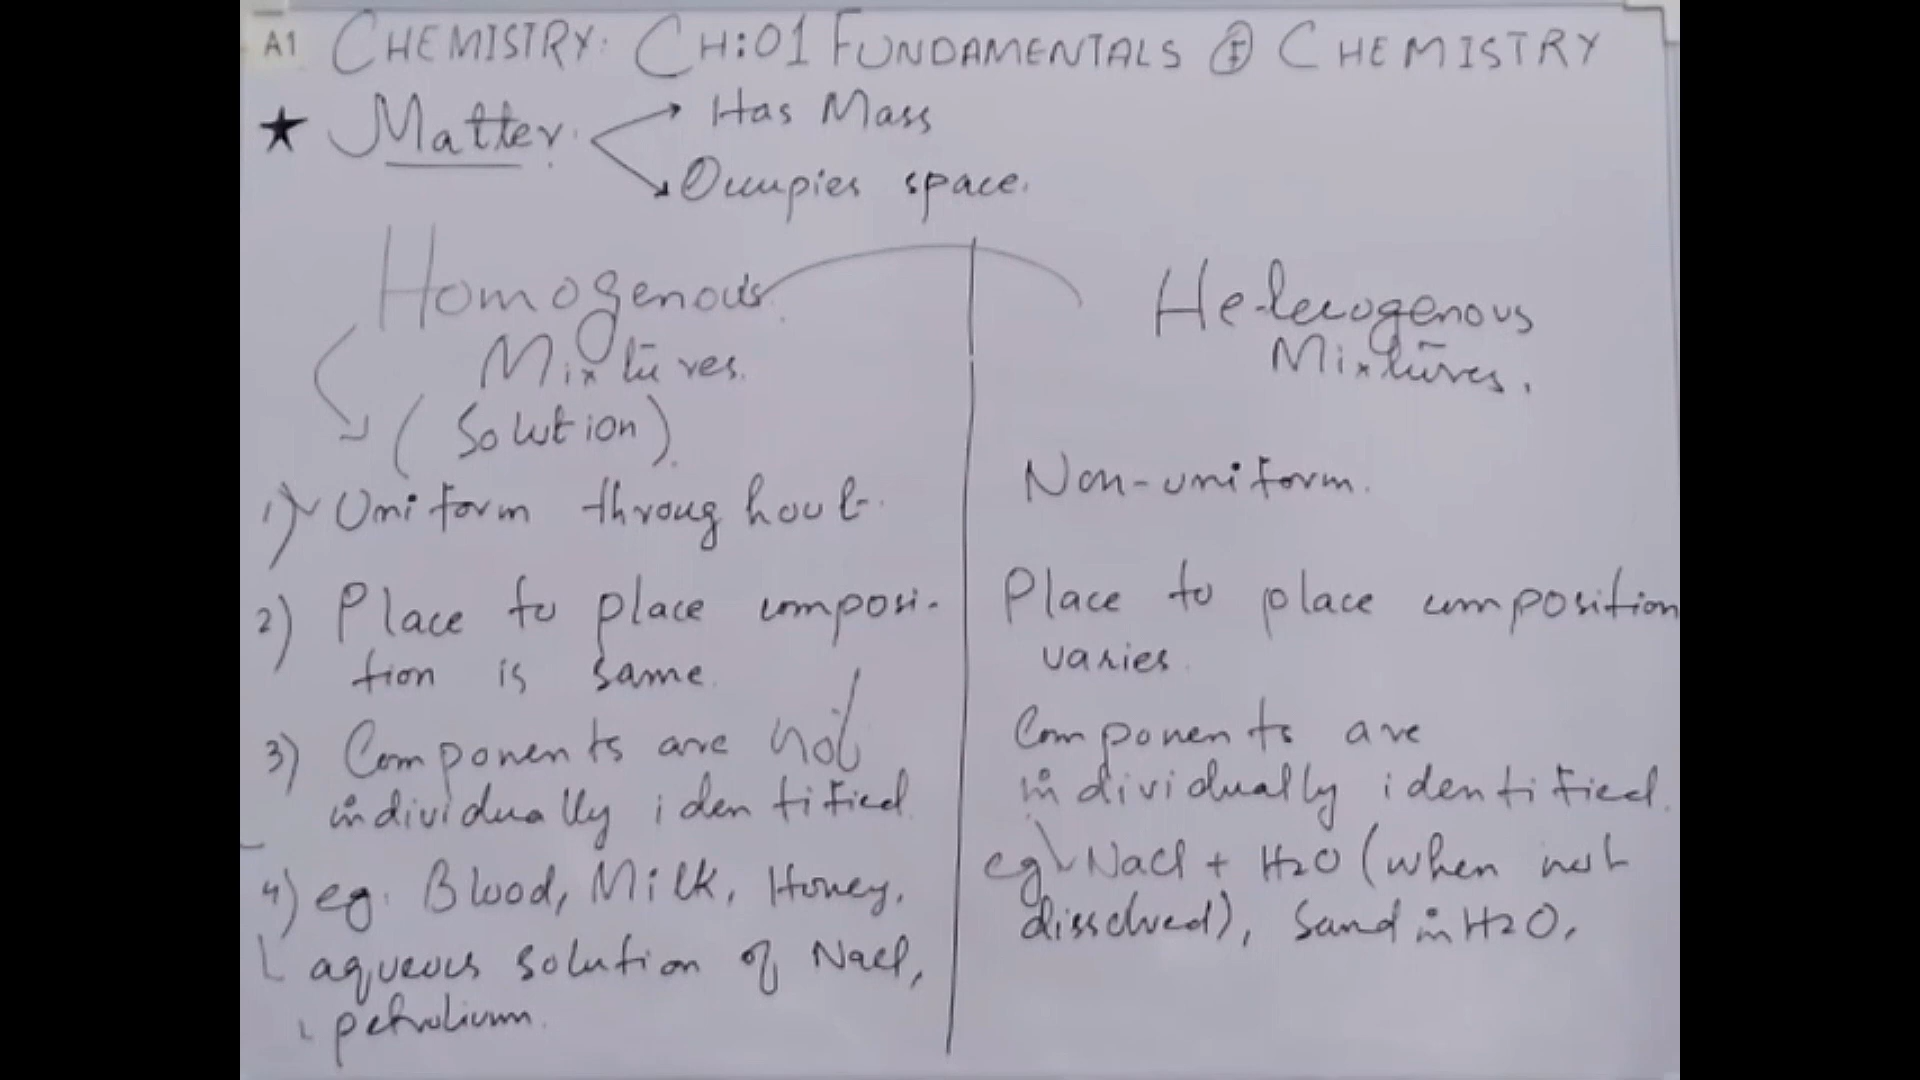 A1 CHEMISTRY: CH:01 FUNDAMENTALS OF CHEMISTRY
★ Matter: Has Mass
Occupies space.
Homogenous
Mixtures.
(Solution).
1) Uniform throughout.
2) Place to place composi-
tion is same.
3) Components are not
individually identified.
4) eg. Blood, Milk, Honey,
aqueous solution of NaCl,
petrolium.
Heterogenous
Mixtures.
Non-uniform.
Place to place composition
varies.
Components are
individually identified.
eg NaCl + H2O (when not
dissolved), Sand in H2O,